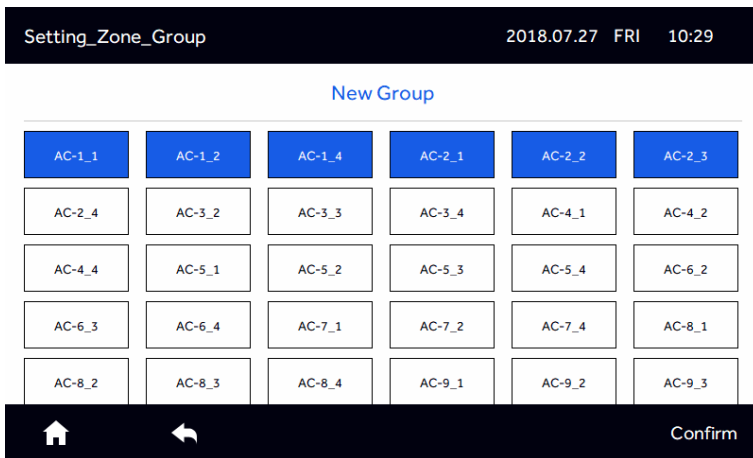 Setting_Zone_Group 2018.07.27 FRI 10:29
New Group
AC-1_1 AC-1_2 AC-1_4 AC-2_1 AC-2_2 AC-2_3
AC-2_4 AC-3_2 AC-3_3 AC-3_4 AC-4_1 AC-4_2
AC-4_4 AC-5_1 AC-5_2 AC-5_3 AC-5_4 AC-6_2
AC-6_3 AC-6_4 AC-7_1 AC-7_2 AC-7_4 AC-8_1
AC-8_2 AC-8_3 AC-8_4 AC-9_1 AC-9_2 AC-9_3
Confirm